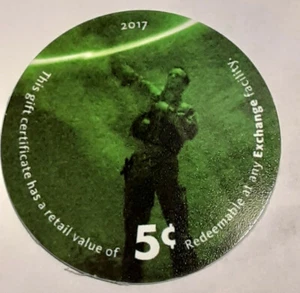 2017
This gift certificate has a retail value of
5¢
Redeemable at any Exchange facility.